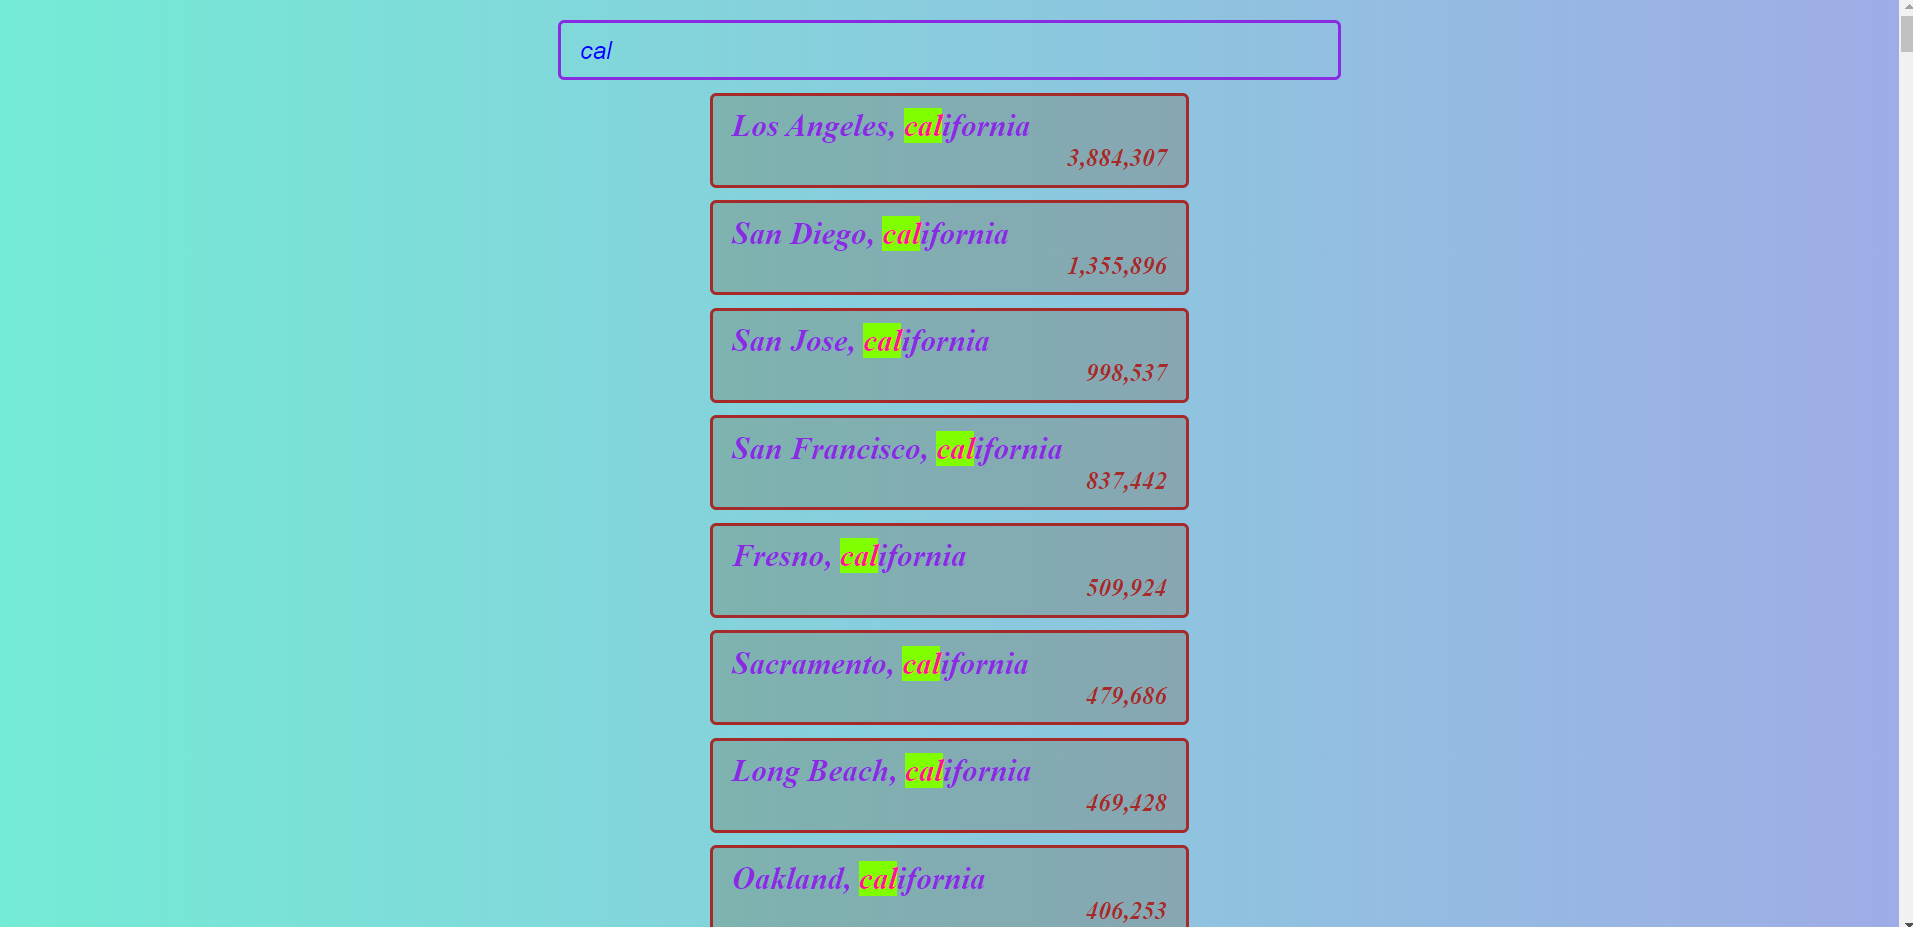 cal
Los Angeles, california
3,884,307
San Diego, california
1,355,896
San Jose, california
998,537
San Francisco, california
837,442
Fresno, california
509,924
Sacramento, california
479,686
Long Beach, california
469,428
Oakland, california
406,253